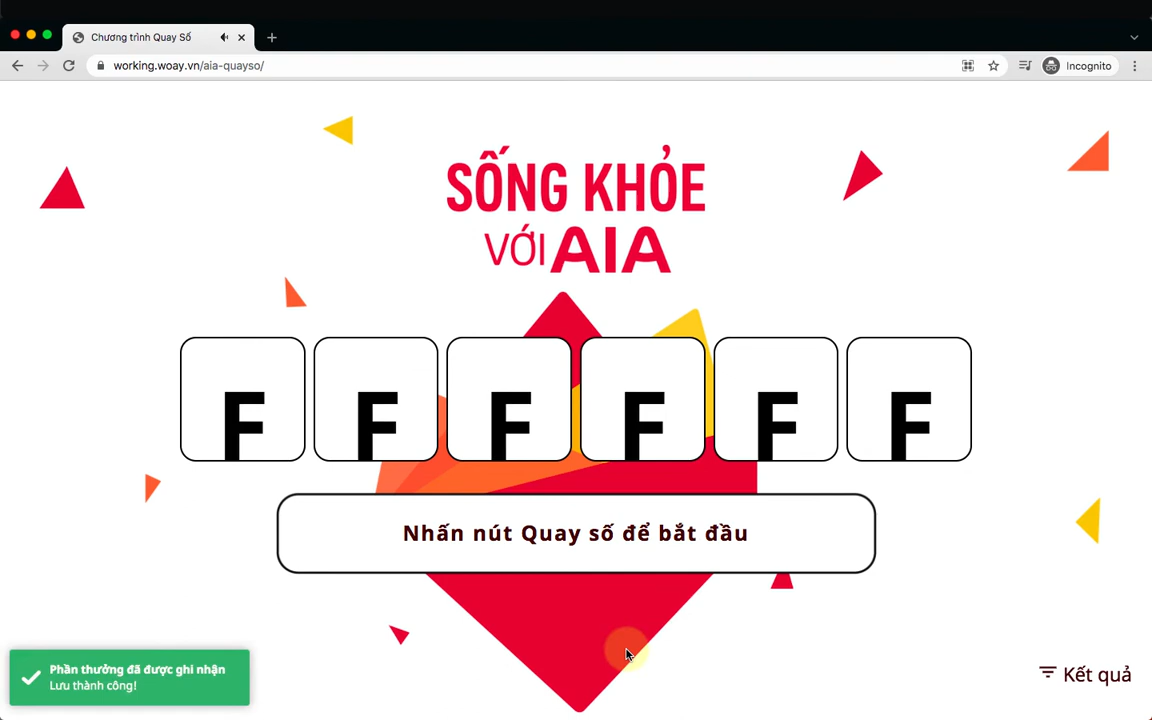 Chương trình Quay Số
working.woay.vn/aia-quayso/
Incognito
SỐNG KHỎE
VỚI AIA
F F F F F F
Nhấn nút Quay số để bắt đầu
Phần thưởng đã được ghi nhận
Lưu thành công!
Kết quả